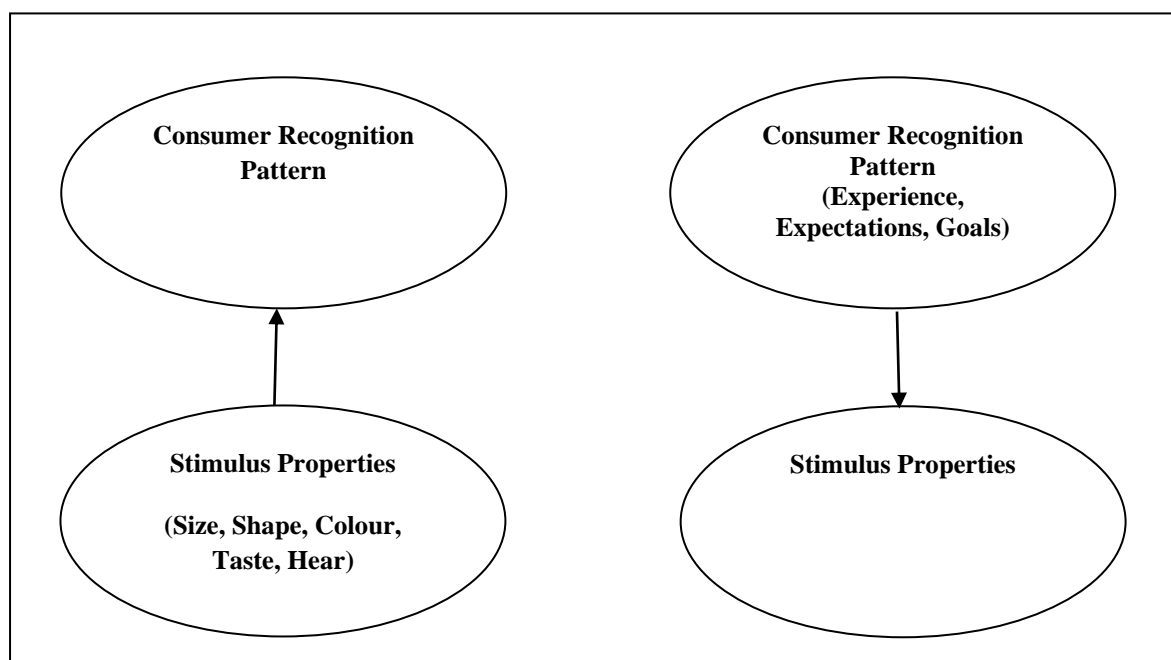 Consumer Recognition
Pattern
Consumer Recognition
Pattern
(Experience,
Expectations, Goals)
Stimulus Properties
(Size, Shape, Colour,
Taste, Hear)
Stimulus Properties